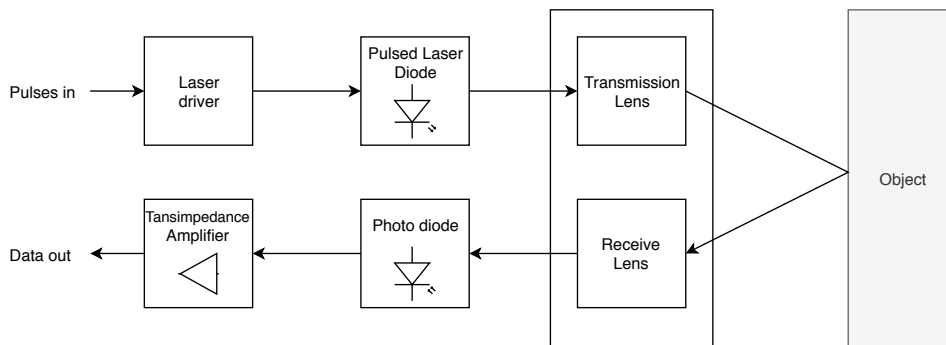 Pulses in
Laser
driver
Pulsed Laser
Diode
Transmission
Lens
Object
Data out
Tansimpedance
Amplifier
Photo diode
Receive
Lens